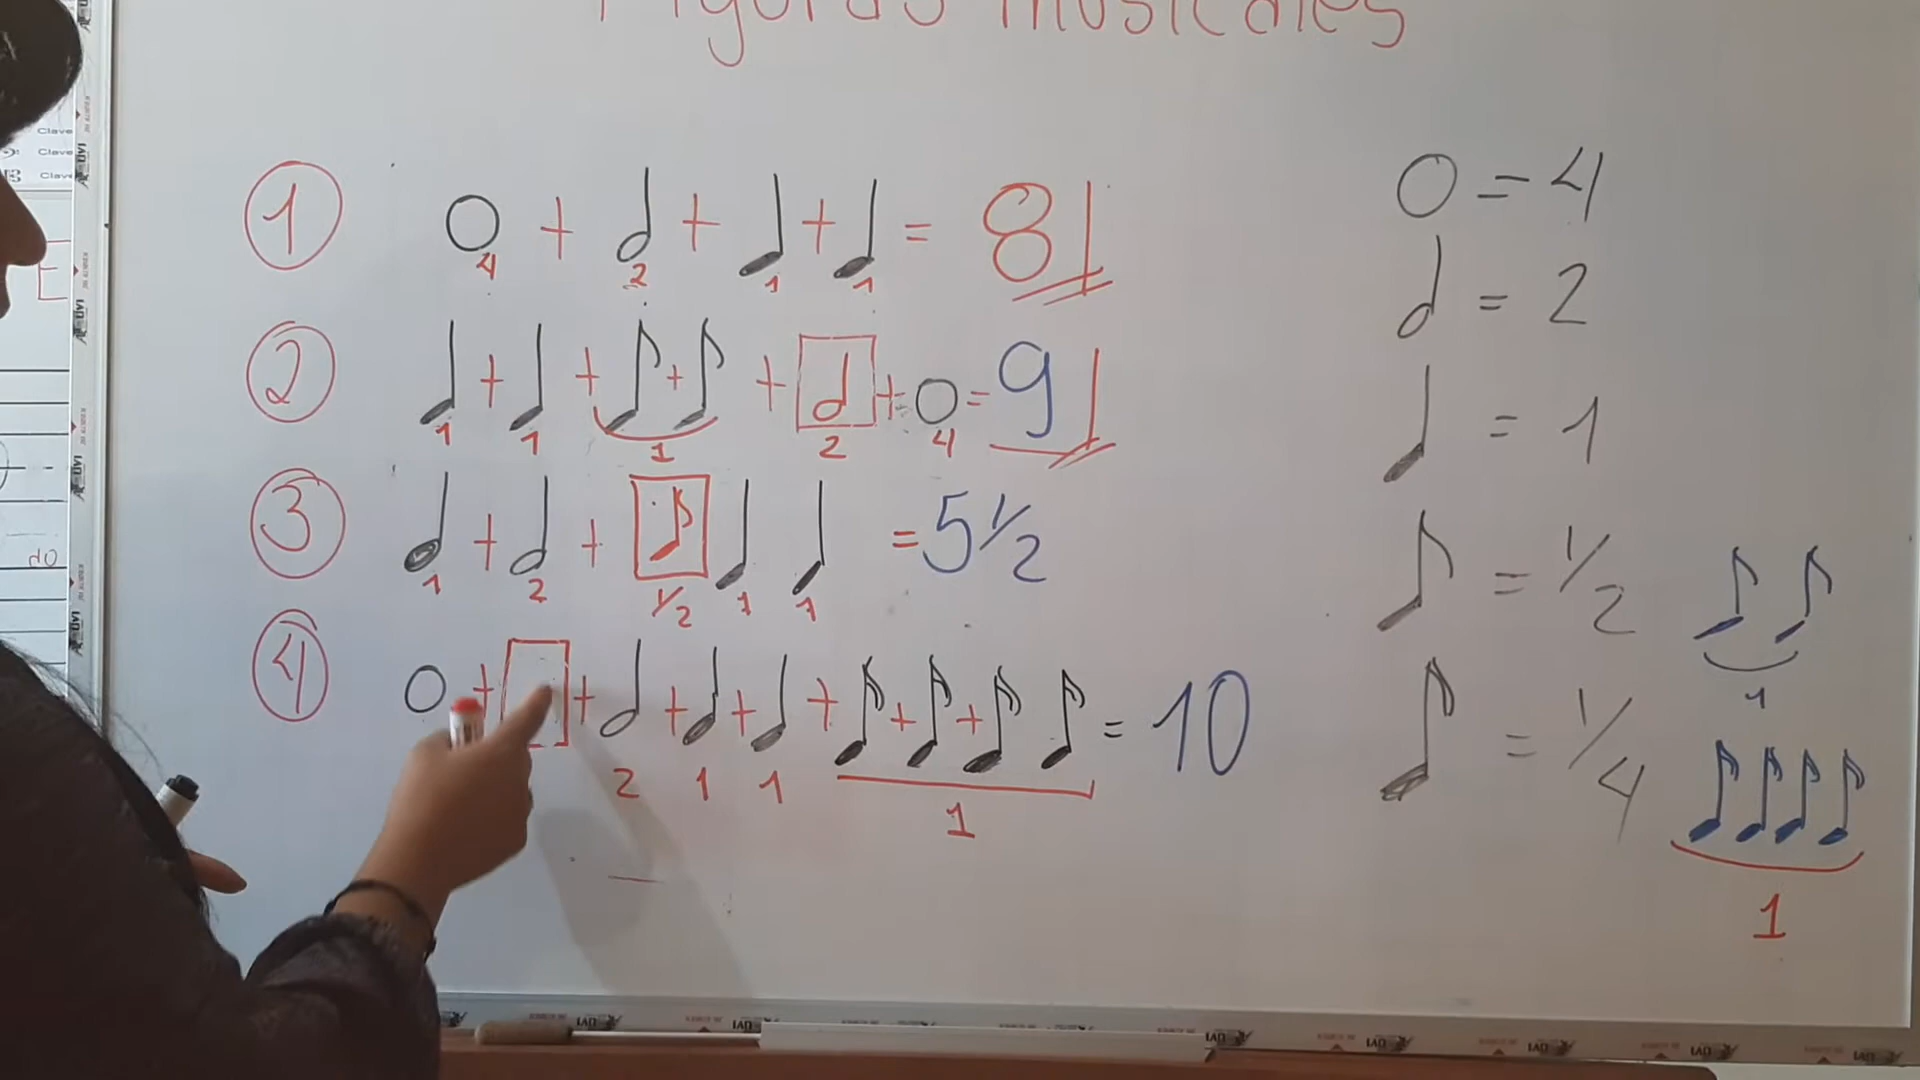 Figuras musicales
1 𝅝 + 𝅗𝅥 + ♩ + ♩ = 8
4 2 1 1
2 ♩ + ♩ + ♪ + ♪ + 𝅗𝅥 + 𝅝 = 9
1 1 1 2 4
3 ♩ + 𝅗𝅥 + ♪ ♩ ♩ = 5 1/2
1 2 1/2 1 1
4 𝅝 + + 𝅗𝅥 + ♩ + ♩ + 𝅘𝅥𝅯 + 𝅘𝅥𝅯 + 𝅘𝅥𝅯 𝅘𝅥𝅯 = 10
2 1 1 1
𝅝 = 4
𝅗𝅥 = 2
♩ = 1
♪ = 1/2
♪ ♪
1
𝅘𝅥𝅯 = 1/4
𝅘𝅥𝅯 𝅘𝅥𝅯 𝅘𝅥𝅯 𝅘𝅥𝅯
1
Clave
Clave
Clave
E
do